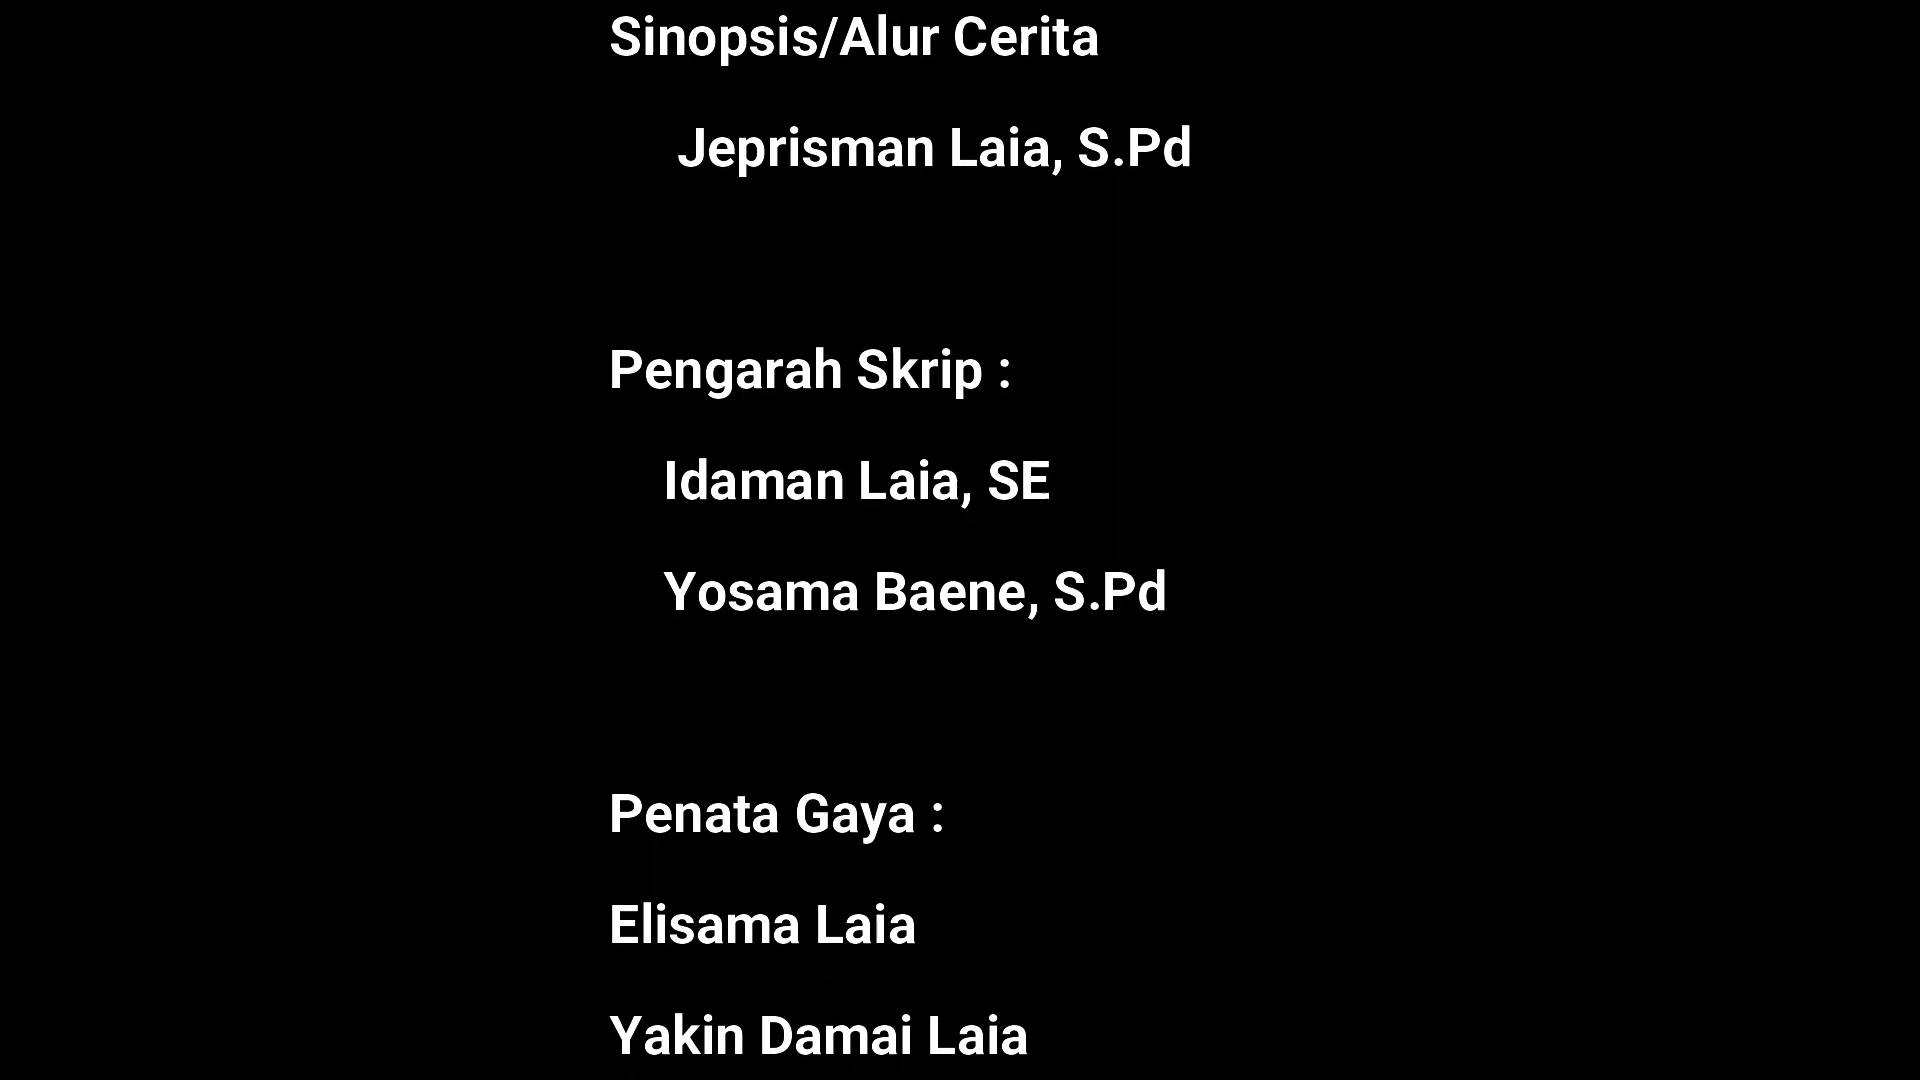 Sinopsis/Alur Cerita
Jeprisman Laia, S.Pd
Pengarah Skrip :
Idaman Laia, SE
Yosama Baene, S.Pd
Penata Gaya :
Elisama Laia
Yakin Damai Laia